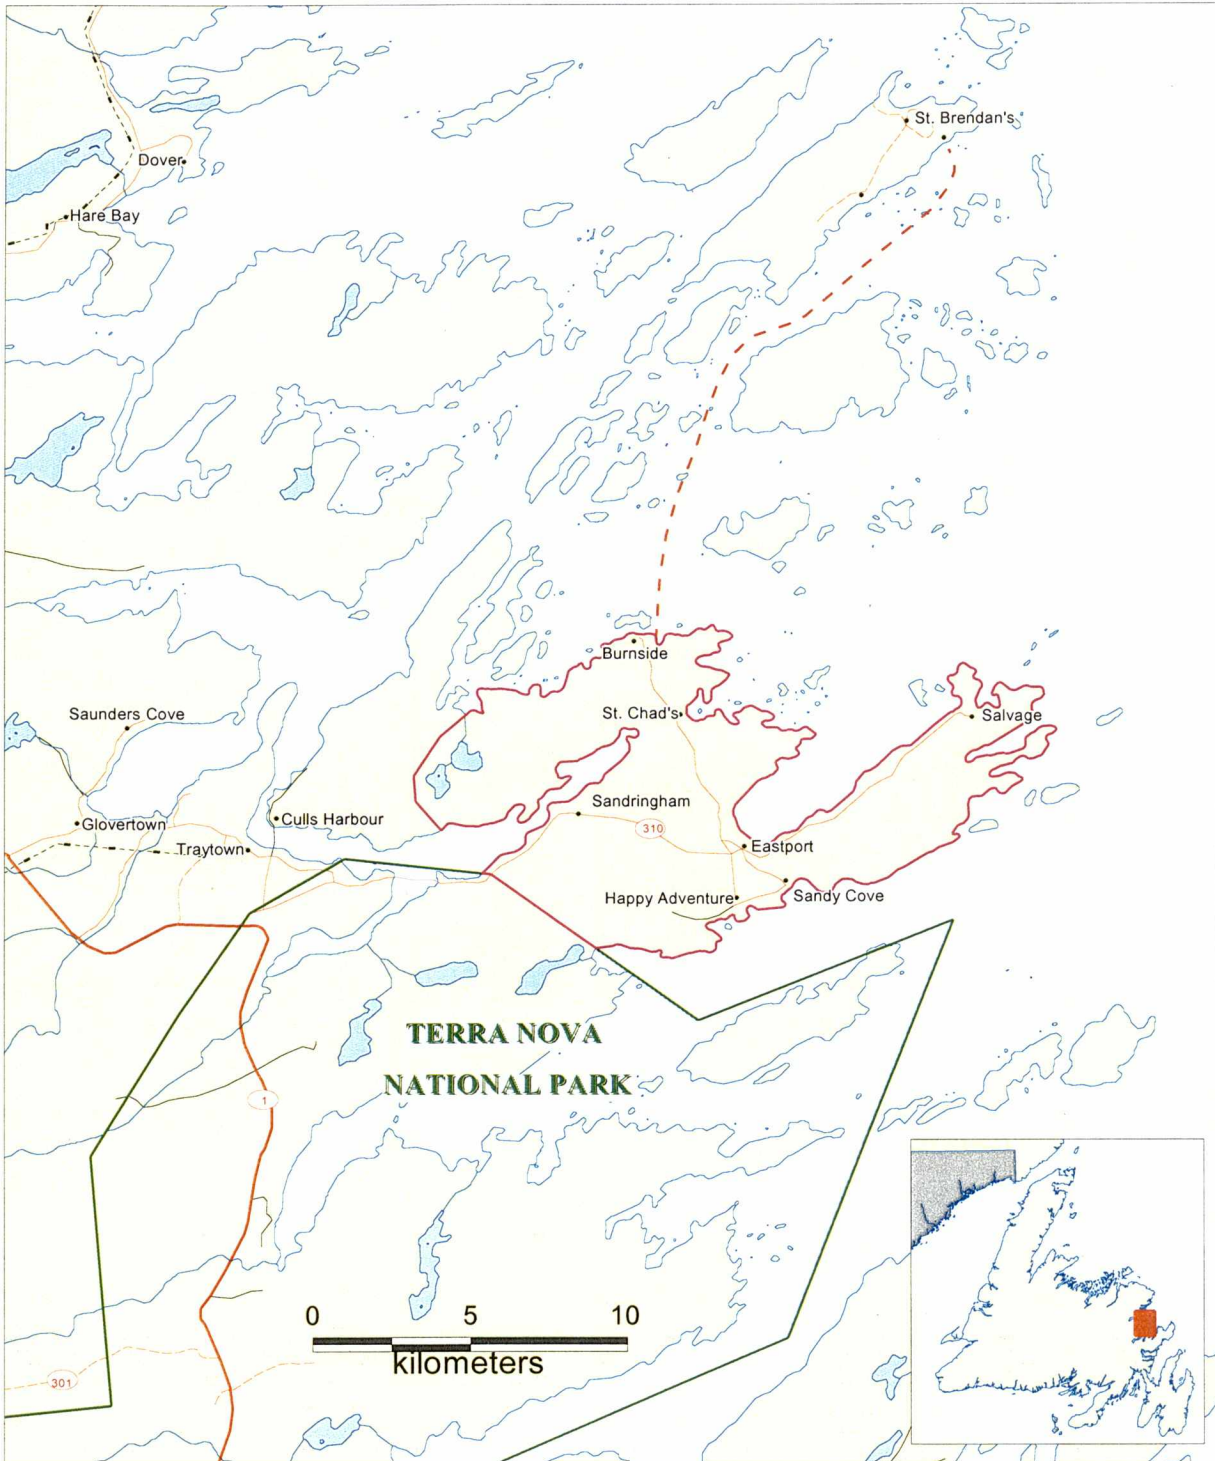 St. Brendan's
Dover
Hare Bay
Burnside
St. Chad's
Saunders Cove
Salvage
Sandringham
Culls Harbour
Glovertown
310
Traytown
Eastport
Happy Adventure
Sandy Cove
TERRA NOVA
NATIONAL PARK
1
0 5 10
kilometers
301